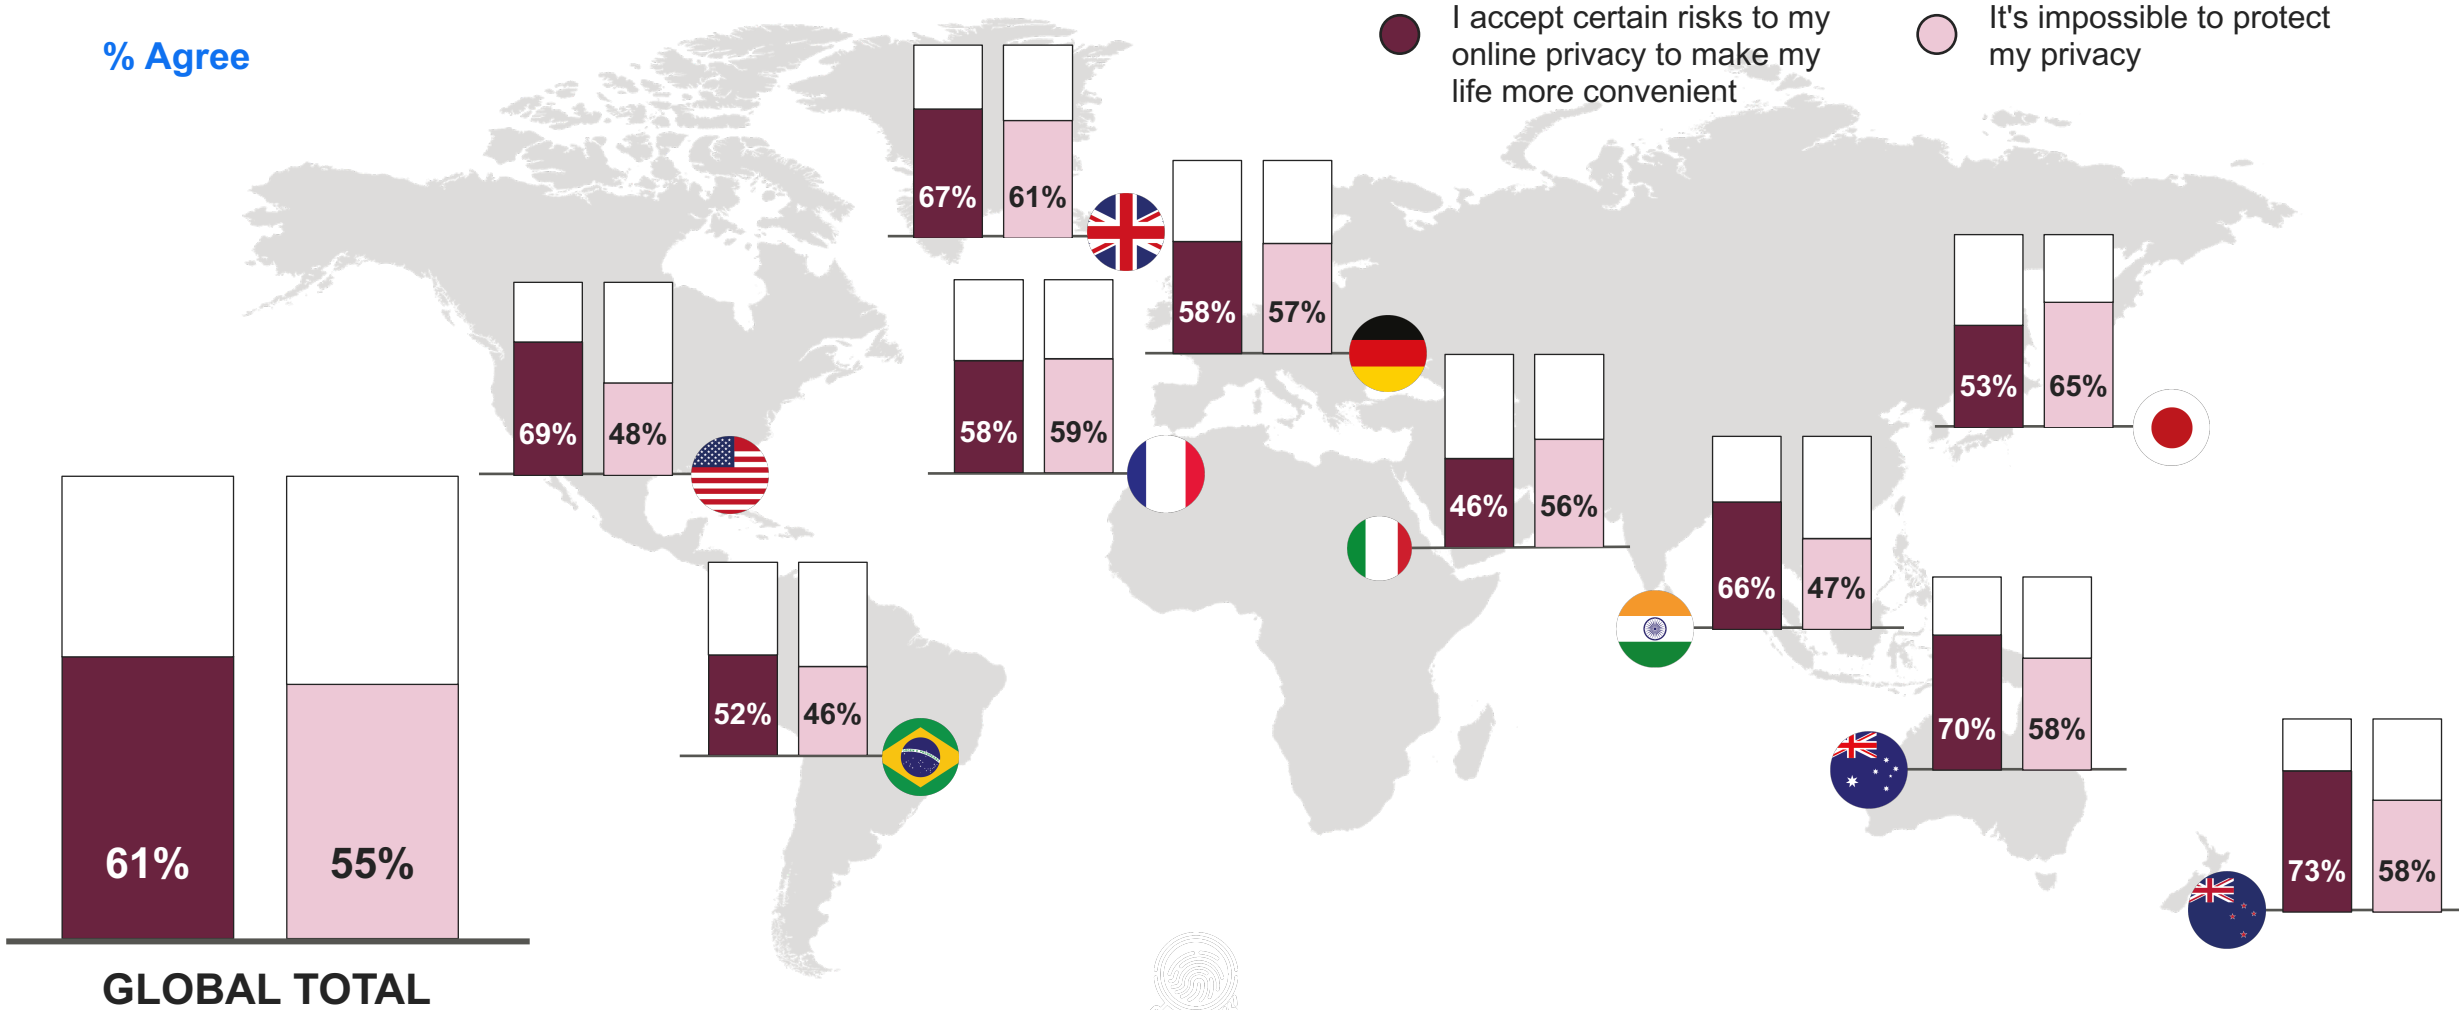 % Agree
I accept certain risks to my
online privacy to make my
life more convenient
It's impossible to protect
my privacy
67% 61%
58% 57%
69% 48%
58% 59%
53% 65%
46% 56%
66% 47%
52% 46%
70% 58%
73% 58%
61% 55%
GLOBAL TOTAL